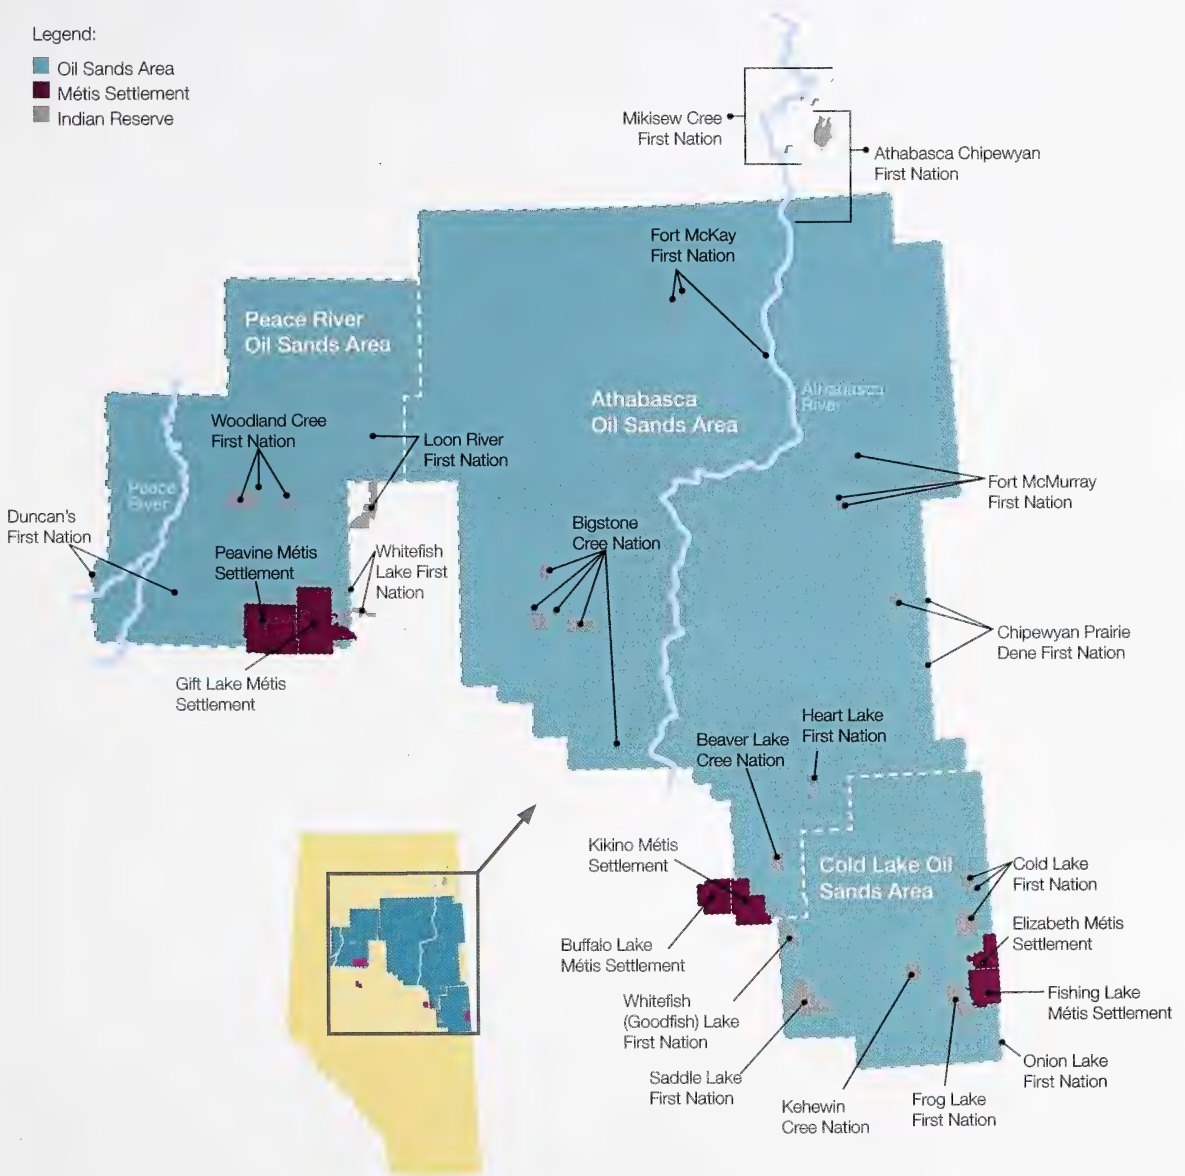 Legend:
Oil Sands Area
Métis Settlement
Indian Reserve
Mikisew Cree
First Nation
Athabasca Chipewyan
First Nation
Fort McKay
First Nation
Peace River
Oil Sands Area
Athabasca
Oil Sands Area
Athabasca
River
Woodland Cree
First Nation
Loon River
First Nation
Peace
River
Fort McMurray
First Nation
Duncan's
First Nation
Bigstone
Cree Nation
Peavine Métis
Settlement
Whitefish
Lake First
Nation
Chipewyan Prairie
Dene First Nation
Gift Lake Métis
Settlement
Heart Lake
First Nation
Beaver Lake
Cree Nation
Kikino Métis
Settlement
Cold Lake Oil
Sands Area
Cold Lake
First Nation
Elizabeth Métis
Settlement
Buffalo Lake
Métis Settlement
Fishing Lake
Métis Settlement
Whitefish
(Goodfish) Lake
First Nation
Onion Lake
First Nation
Saddle Lake
First Nation
Kehewin
Cree Nation
Frog Lake
First Nation